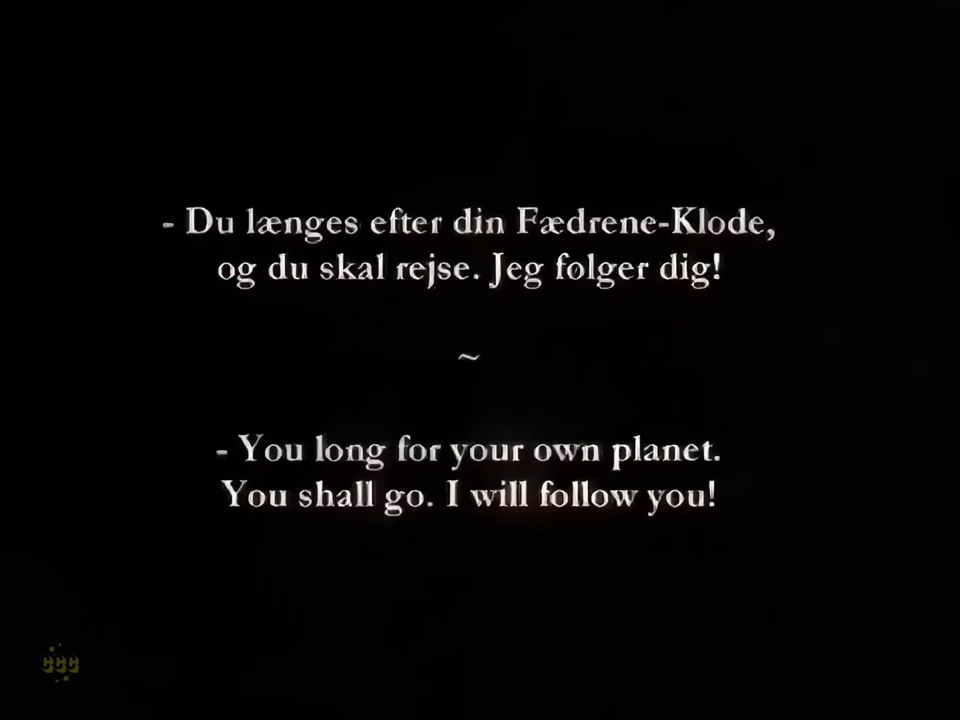 - Du længes efter din Fædrene-Klode,
og du skal rejse. Jeg følger dig!
~
- You long for your own planet.
You shall go. I will follow you!
CCC